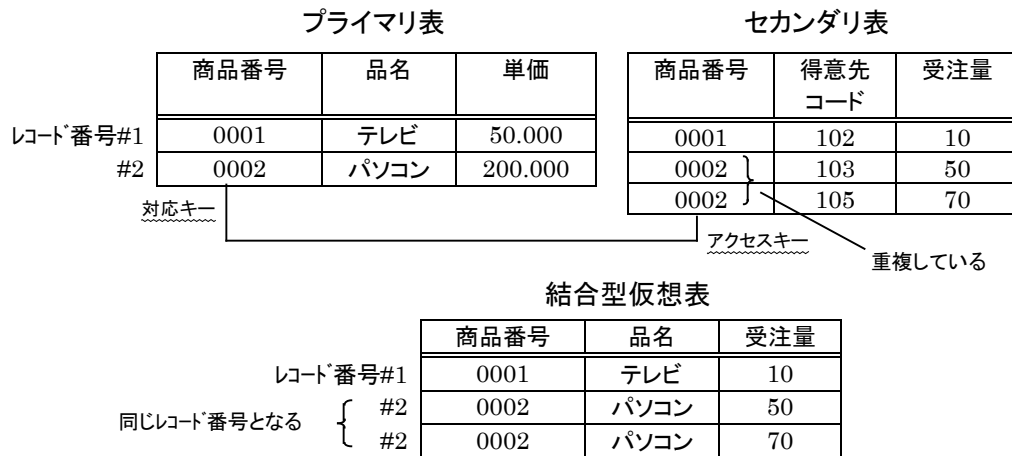 プライマリ表
セカンダリ表
商品番号 品名 単価
商品番号 得意先コード 受注量
ﾚｺｰﾄﾞ番号#1 0001 テレビ 50.000
0001 102 10
#2 0002 パソコン 200.000
0002 103 50
0002 105 70
対応キー
アクセスキー
重複している
結合型仮想表
商品番号 品名 受注量
ﾚｺｰﾄﾞ番号#1 0001 テレビ 10
同じﾚｺｰﾄﾞ番号となる
#2 0002 パソコン 50
#2 0002 パソコン 70